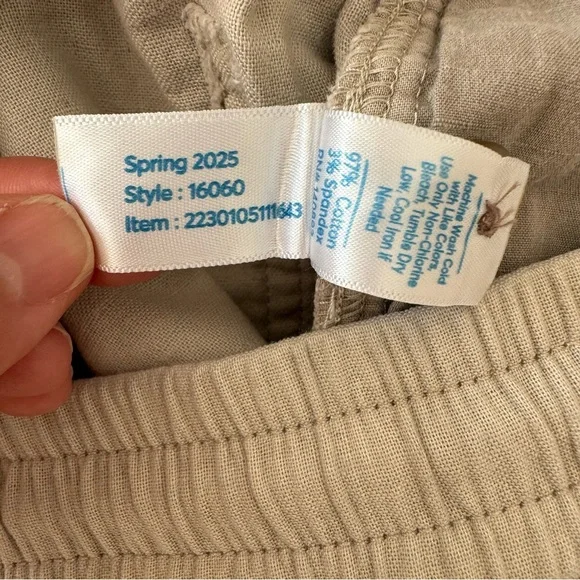 Spring 2025
Style : 16060
Item : 2230105111643
97% Cotton
3% Spandex
Machine Wash Cold
with Like Colors,
Use Only Non-Chlorine
Bleach, Tumble Dry
Low, Cool Iron if
Needed